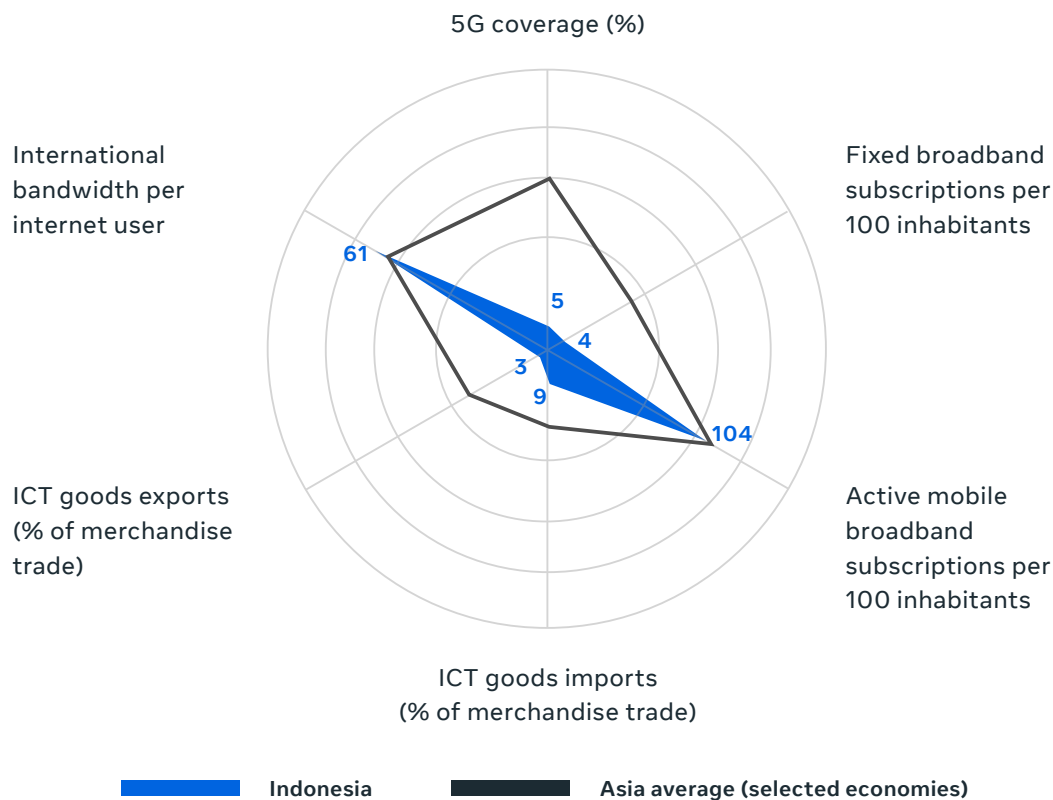 5G coverage (%)
International
bandwidth per
internet user
Fixed broadband
subscriptions per
100 inhabitants
61
5
4
3
9
104
ICT goods exports
(% of merchandise
trade)
Active mobile
broadband
subscriptions per
100 inhabitants
ICT goods imports
(% of merchandise trade)
Indonesia
Asia average (selected economies)